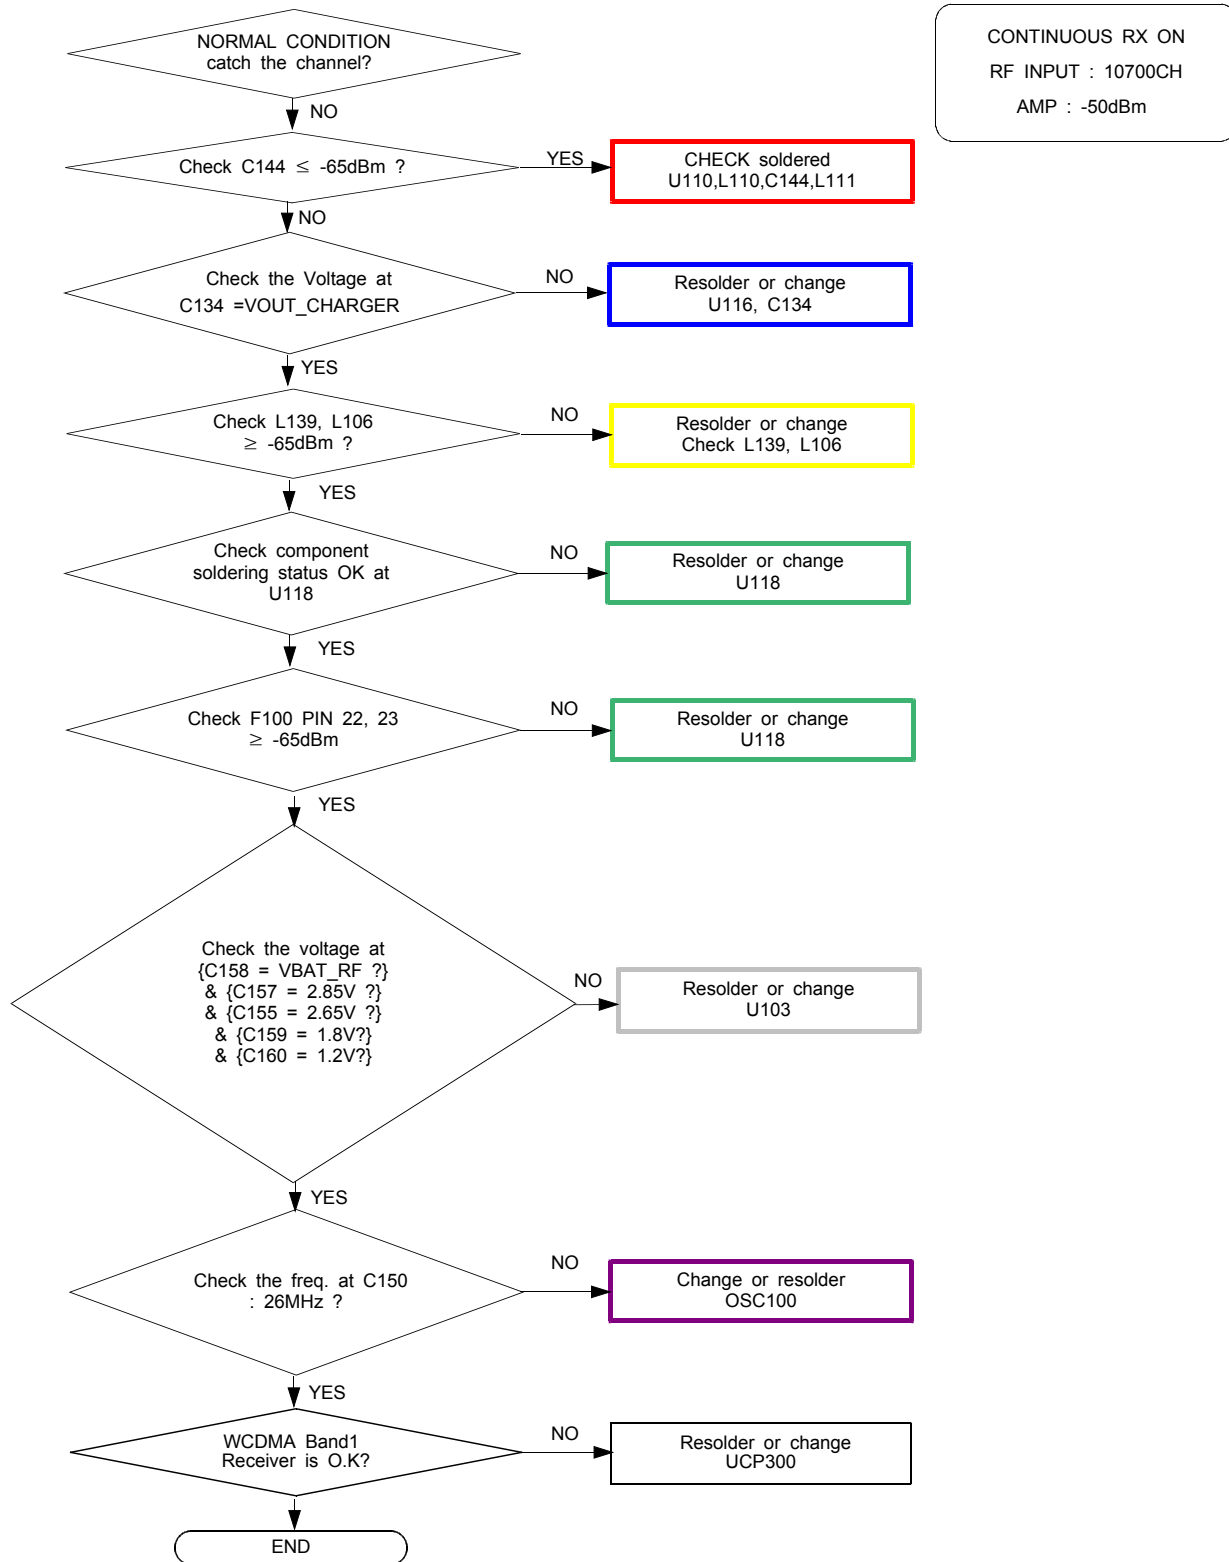 NORMAL CONDITION
catch the channel?
CONTINUOUS RX ON
RF INPUT : 10700CH
AMP : -50dBm
NO
Check C144 ≤ -65dBm ?
YES
CHECK soldered
U110,L110,C144,L111
NO
Check the Voltage at
C134 =VOUT_CHARGER
NO
Resolder or change
U116, C134
YES
Check L139, L106
≥ -65dBm ?
NO
Resolder or change
Check L139, L106
YES
Check component
soldering status OK at
U118
NO
Resolder or change
U118
YES
Check F100 PIN 22, 23
≥ -65dBm
NO
Resolder or change
U118
YES
Check the voltage at
{C158 = VBAT_RF ?}
& {C157 = 2.85V ?}
& {C155 = 2.65V ?}
& {C159 = 1.8V?}
& {C160 = 1.2V?}
NO
Resolder or change
U103
YES
Check the freq. at C150
: 26MHz ?
NO
Change or resolder
OSC100
YES
WCDMA Band1
Receiver is O.K?
NO
Resolder or change
UCP300
END